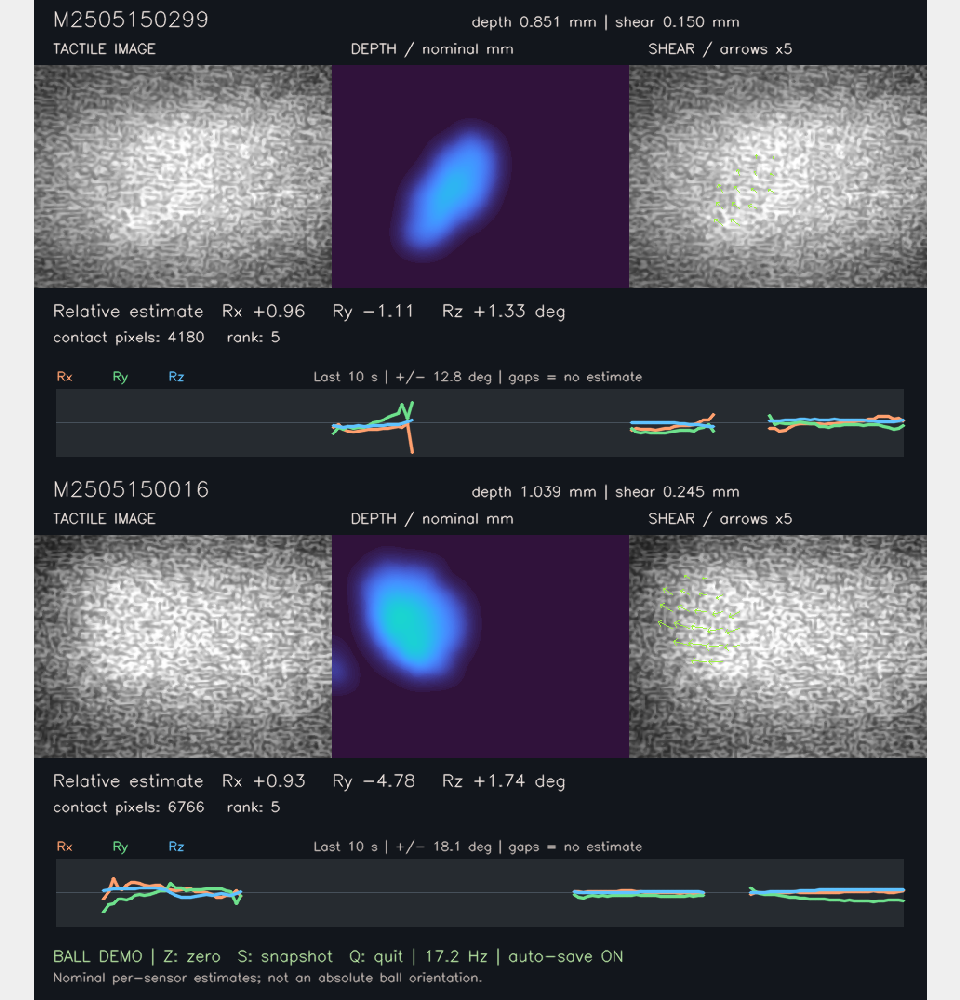 M2505150299 depth 0.851 mm | shear 0.150 mm
TACTILE IMAGE DEPTH / nominal mm SHEAR / arrows x5
Relative estimate Rx +0.96 Ry -1.11 Rz +1.33 deg
contact pixels: 4180 rank: 5
Rx Ry Rz Last 10 s | +/- 12.8 deg | gaps = no estimate
M2505150016 depth 1.039 mm | shear 0.245 mm
TACTILE IMAGE DEPTH / nominal mm SHEAR / arrows x5
Relative estimate Rx +0.93 Ry -4.78 Rz +1.74 deg
contact pixels: 6766 rank: 5
Rx Ry Rz Last 10 s | +/- 18.1 deg | gaps = no estimate
BALL DEMO | Z: zero S: snapshot Q: quit | 17.2 Hz | auto-save ON
Nominal per-sensor estimates; not an absolute ball orientation.